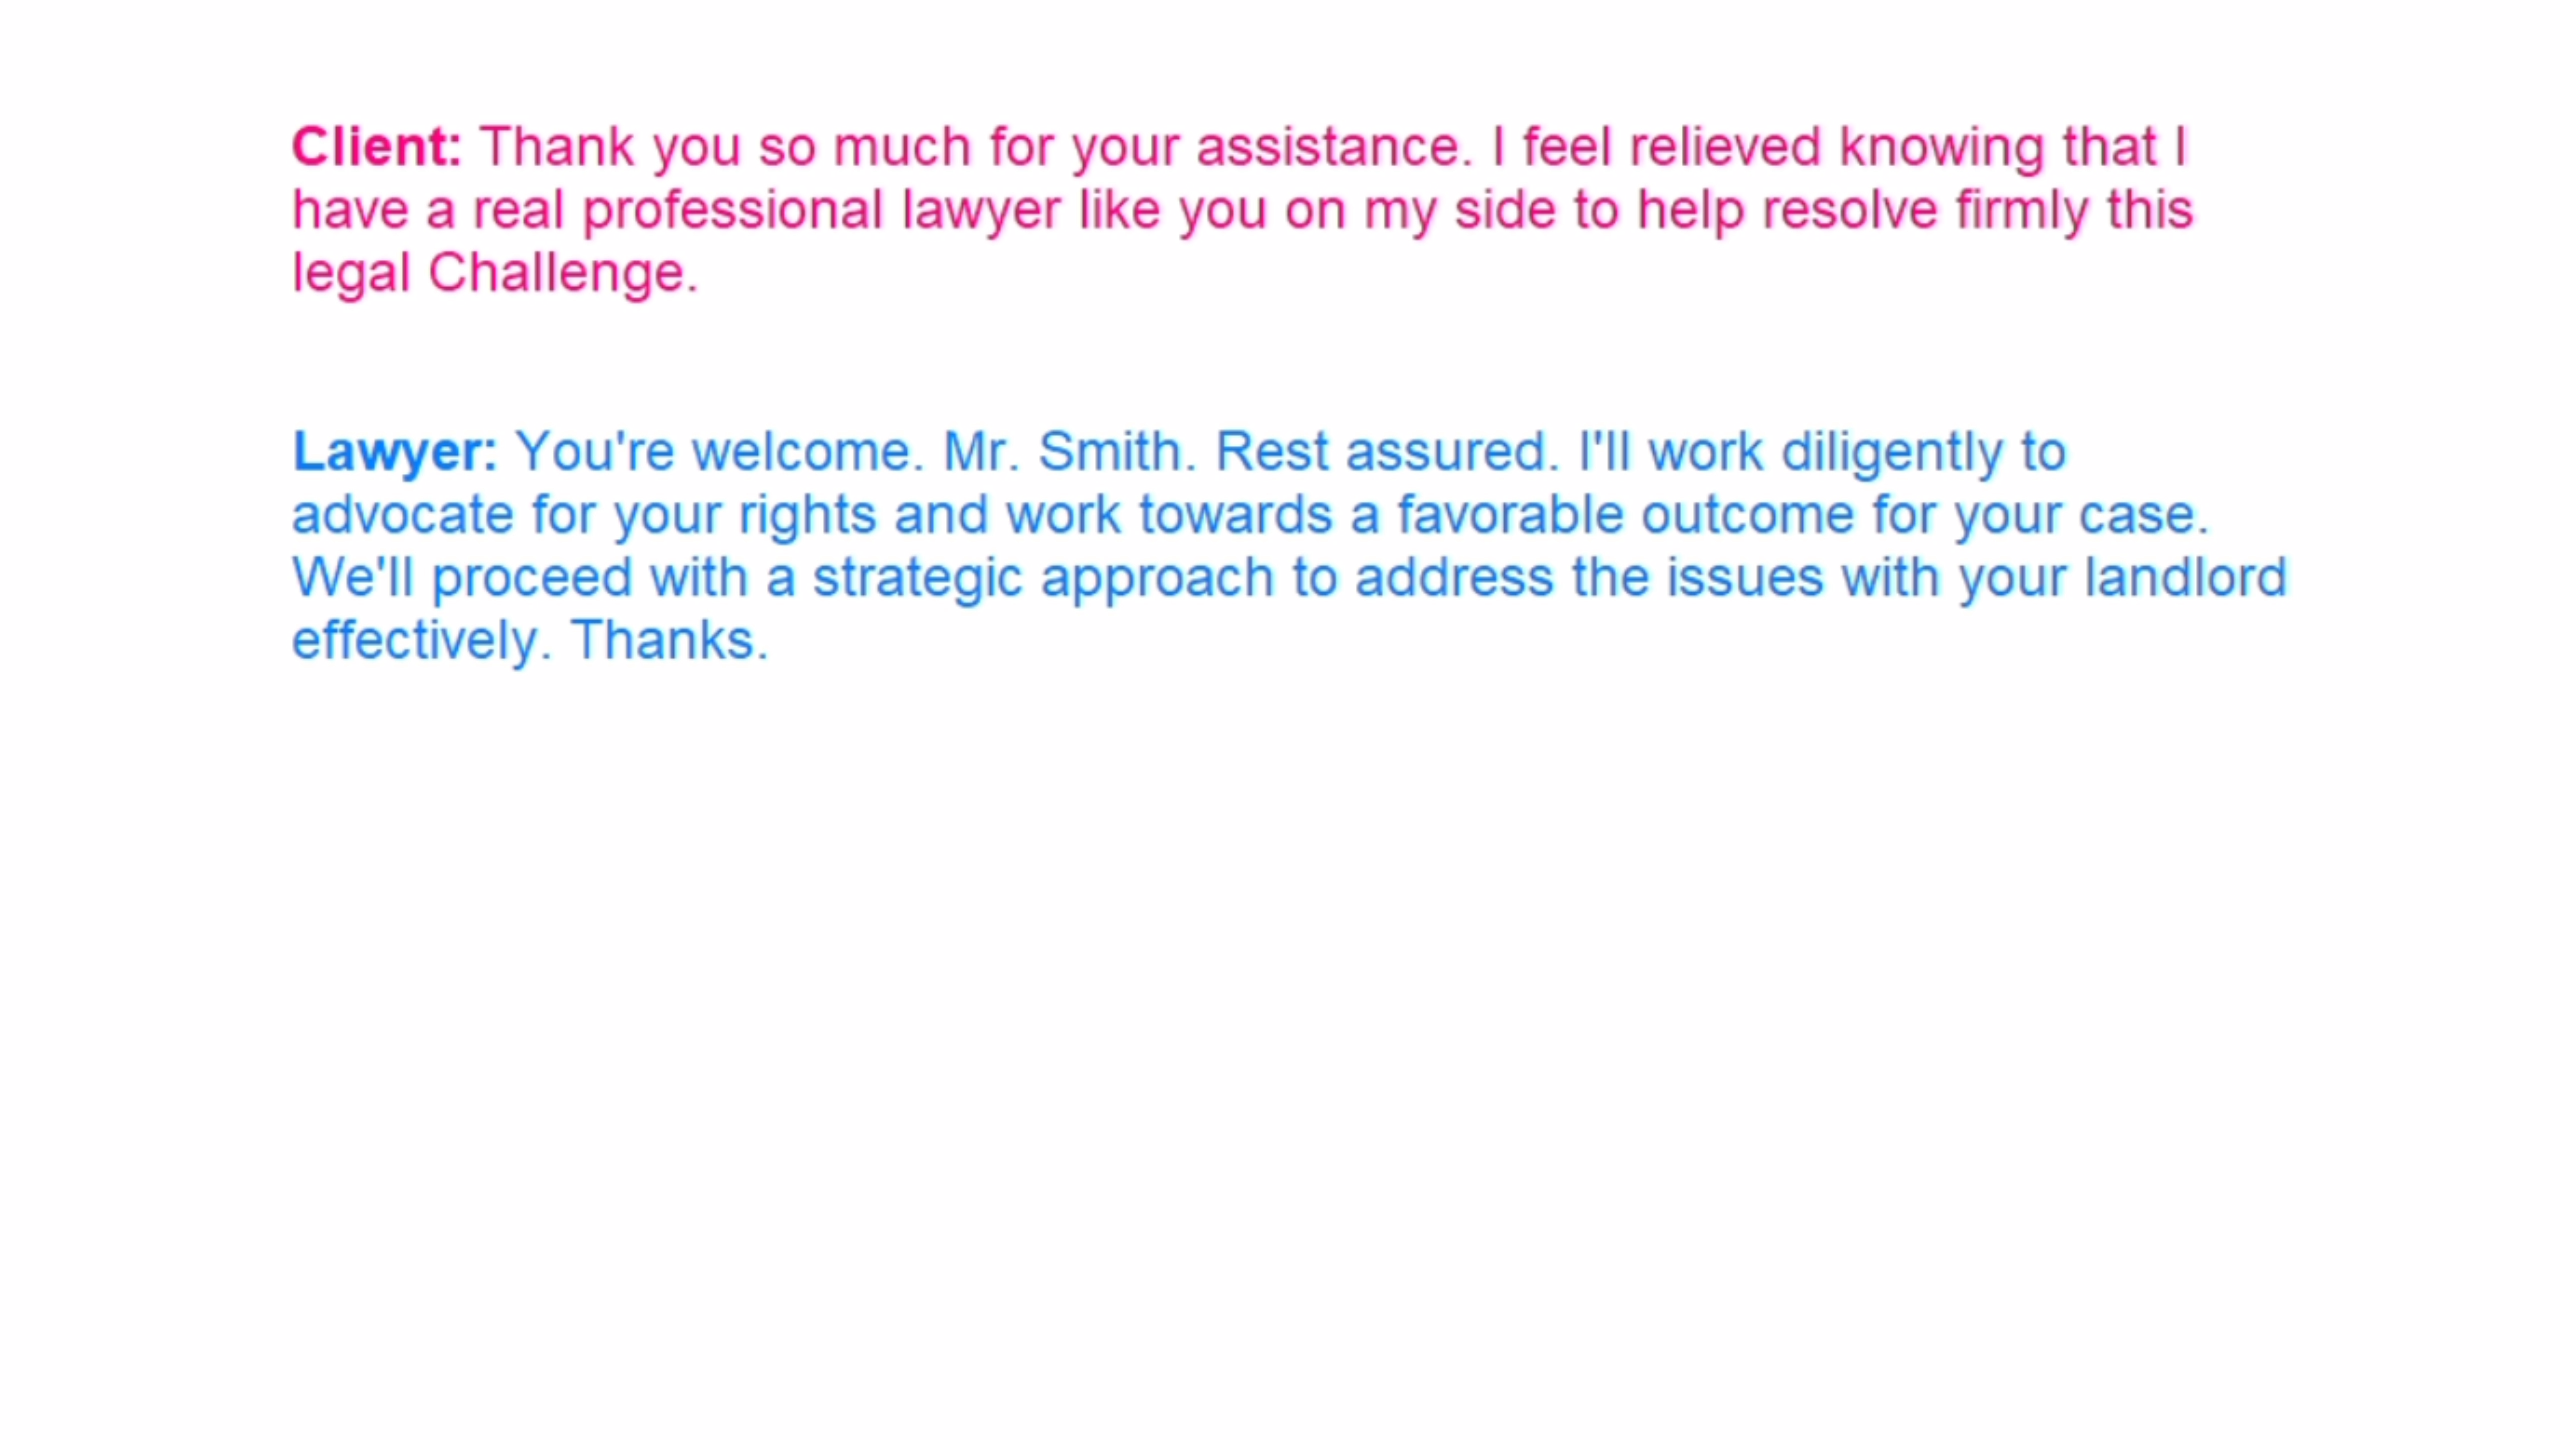 Client: Thank you so much for your assistance. I feel relieved knowing that I
have a real professional lawyer like you on my side to help resolve firmly this
legal Challenge.
Lawyer: You're welcome. Mr. Smith. Rest assured. I'll work diligently to
advocate for your rights and work towards a favorable outcome for your case.
We'll proceed with a strategic approach to address the issues with your landlord
effectively. Thanks.